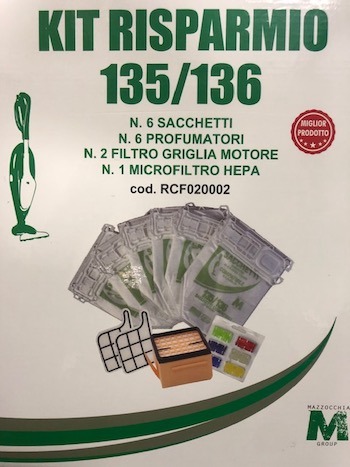 KIT RISPARMIO
135/136
N. 6 SACCHETTI
N. 6 PROFUMATORI
N. 2 FILTRO GRIGLIA MOTORE
N. 1 MICROFILTRO HEPA
cod. RCF020002
MIGLIOR
PRODOTTO
MAZZOCCHIA
GROUP